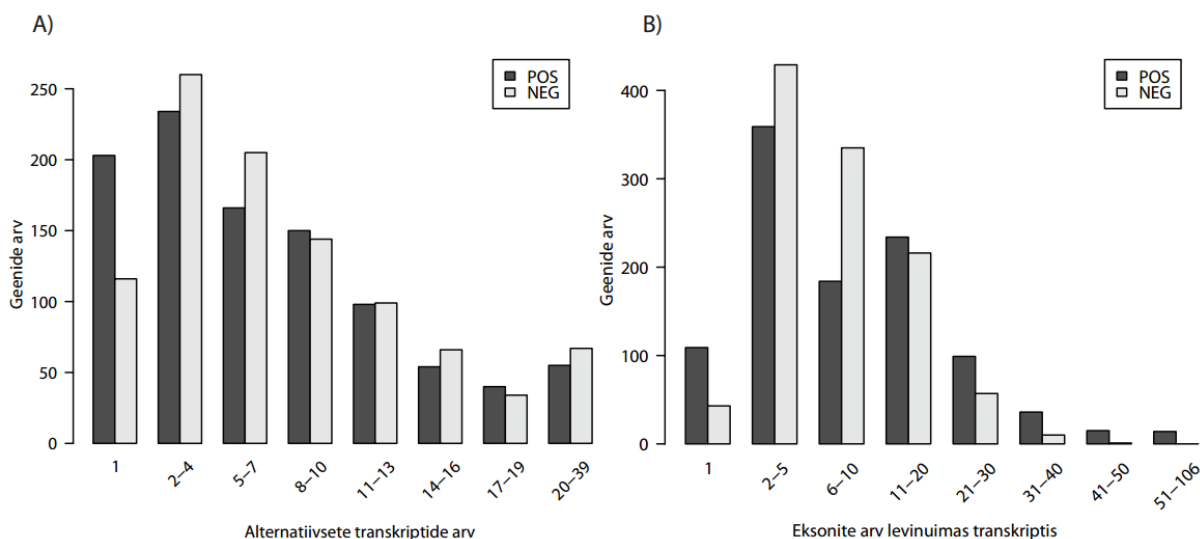 A)
POS
NEG
Geenide arv
250
200
150
100
50
0
1
2–4
5–7
8–10
11–13
14–16
17–19
20–39
Alternatiivsete transkriptide arv
B)
POS
NEG
Geenide arv
400
300
200
100
0
1
2–5
6–10
11–20
21–30
31–40
41–50
51–106
Eksonite arv levinuimas transkriptis